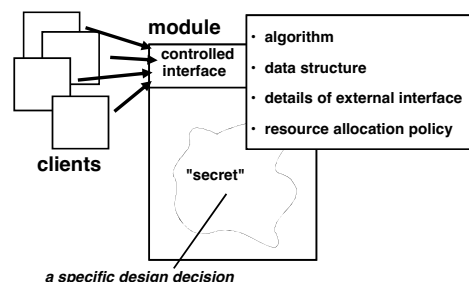 module
controlled
interface
• algorithm
• data structure
• details of external interface
• resource allocation policy
clients
"secret"
a specific design decision